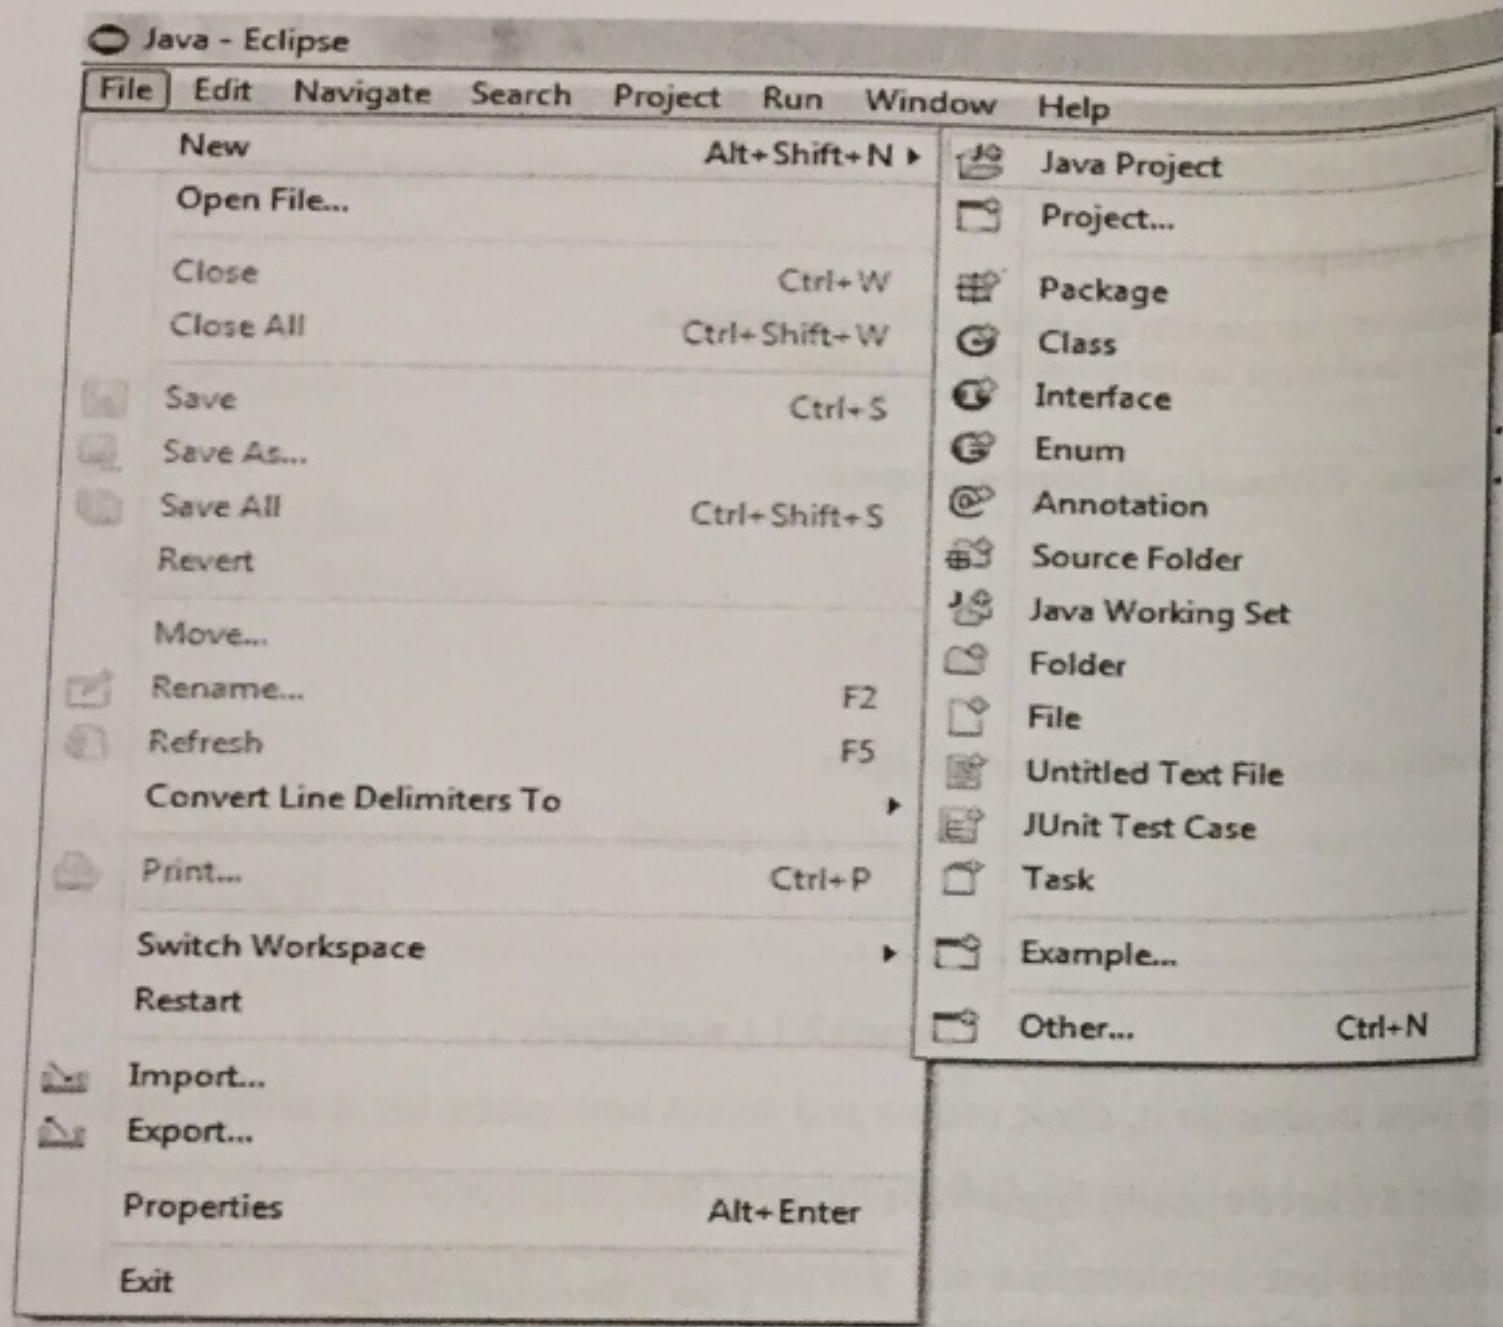 Java - Eclipse
File Edit Navigate Search Project Run Window Help
New Alt+Shift+N
Open File...
Close Ctrl+W
Close All Ctrl+Shift+W
Save Ctrl+S
Save As...
Save All Ctrl+Shift+S
Revert
Move...
Rename... F2
Refresh F5
Convert Line Delimiters To
Print... Ctrl+P
Switch Workspace
Restart
Import...
Export...
Properties Alt+Enter
Exit
Java Project
Project...
Package
Class
Interface
Enum
Annotation
Source Folder
Java Working Set
Folder
File
Untitled Text File
JUnit Test Case
Task
Example...
Other... Ctrl+N